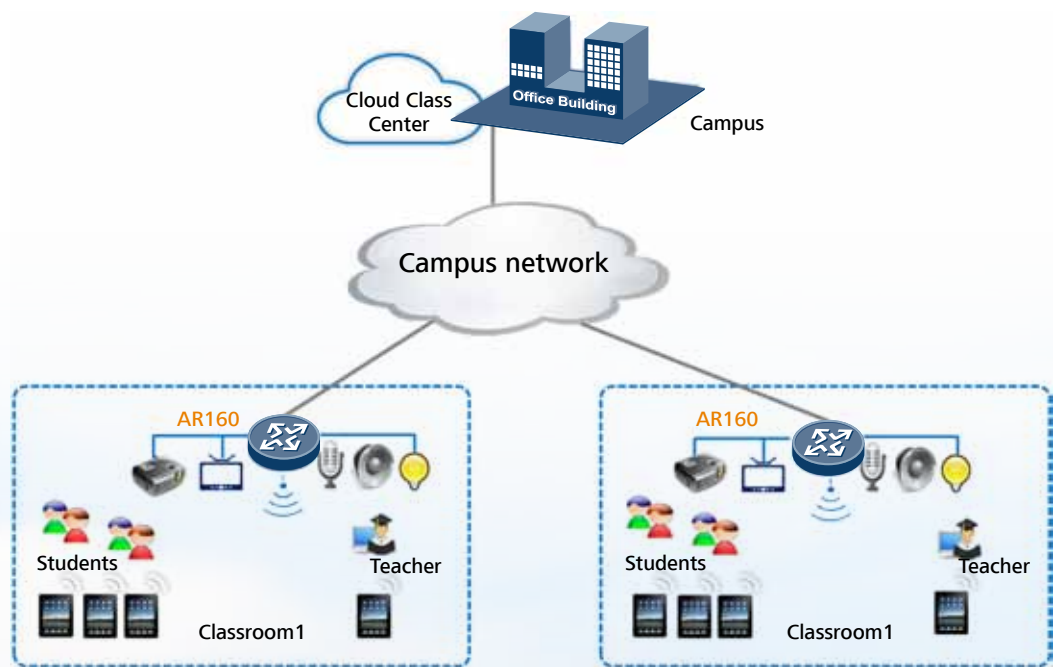 Cloud Class
Center
Office Building
Campus
Campus network
AR160
Students
Teacher
Classroom1
AR160
Students
Teacher
Classroom1